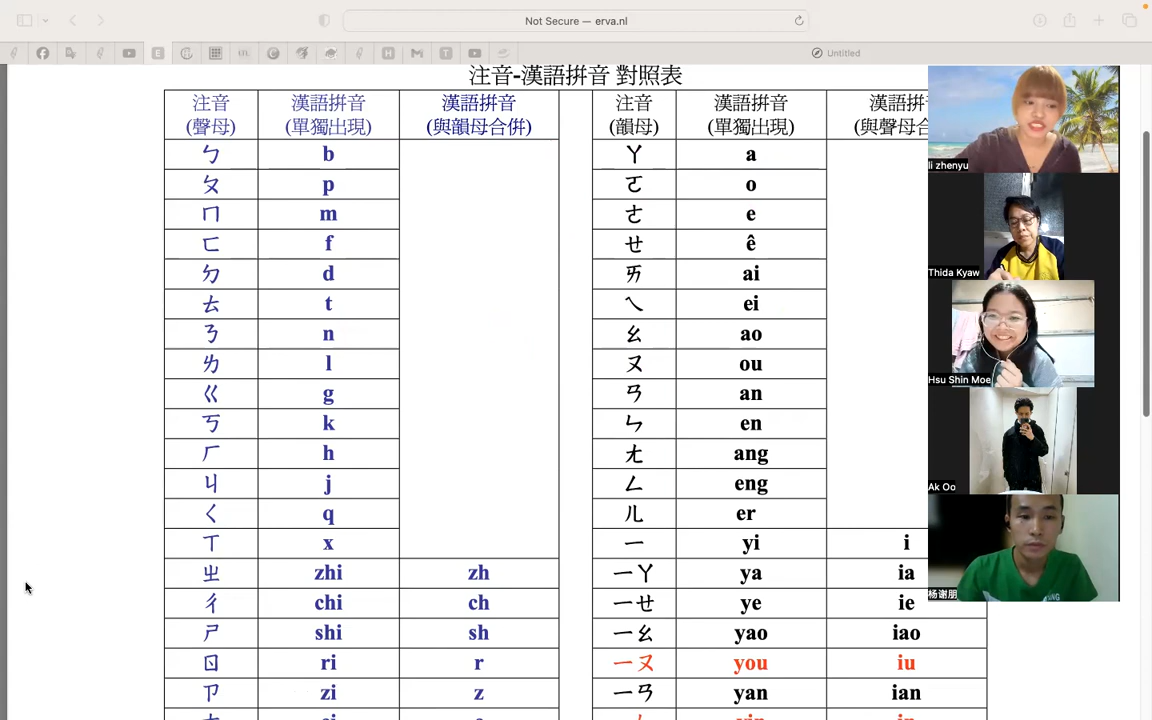 Not Secure — erva.nl
Untitled
注音-漢語拼音 對照表
注音 (聲母) 漢語拼音 (單獨出現) 漢語拼音 (與韻母合併) 注音 (韻母) 漢語拼音 (單獨出現)
ㄅ b ㄚ a
ㄆ p ㄛ o
ㄇ m ㄜ e
ㄈ f ㄝ ê
ㄉ d ㄞ ai
ㄊ t ㄟ ei
ㄋ n ㄠ ao
ㄌ l ㄡ ou
ㄍ g ㄢ an
ㄎ k ㄣ en
ㄏ h ㄤ ang
ㄐ j ㄥ eng
ㄑ q ㄦ er
ㄒ x ㄧ yi i
ㄓ zhi zh ㄧㄚ ya ia
ㄔ chi ch ㄧㄝ ye ie
ㄕ shi sh ㄧㄠ yao iao
ㄖ ri r ㄧㄡ you iu
ㄗ zi z ㄧㄢ yan ian
li zhenyu
Thida Kyaw
Hsu Shin Moe
Ak Oo
杨谢朋